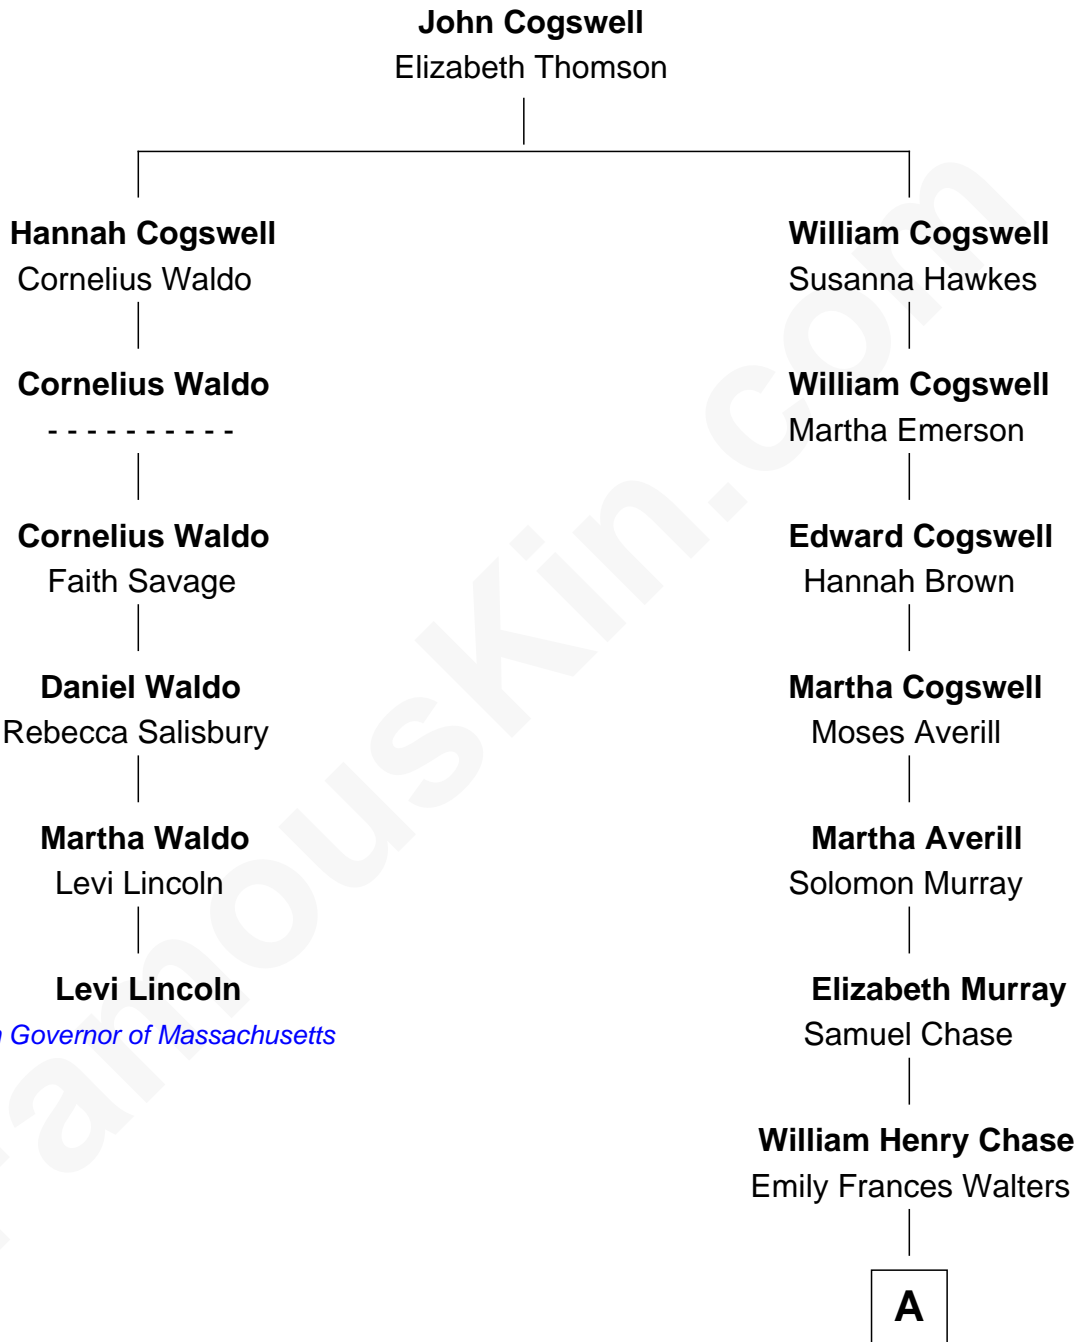 John Cogswell
Elizabeth Thomson
Hannah Cogswell
Cornelius Waldo
Cornelius Waldo
- - - - - - - - - -
Cornelius Waldo
Faith Savage
Daniel Waldo
Rebecca Salisbury
Martha Waldo
Levi Lincoln
Levi Lincoln
Governor of Massachusetts
William Cogswell
Susanna Hawkes
William Cogswell
Martha Emerson
Edward Cogswell
Hannah Brown
Martha Cogswell
Moses Averill
Martha Averill
Solomon Murray
Elizabeth Murray
Samuel Chase
William Henry Chase
Emily Frances Walters
A
FamousKin.com